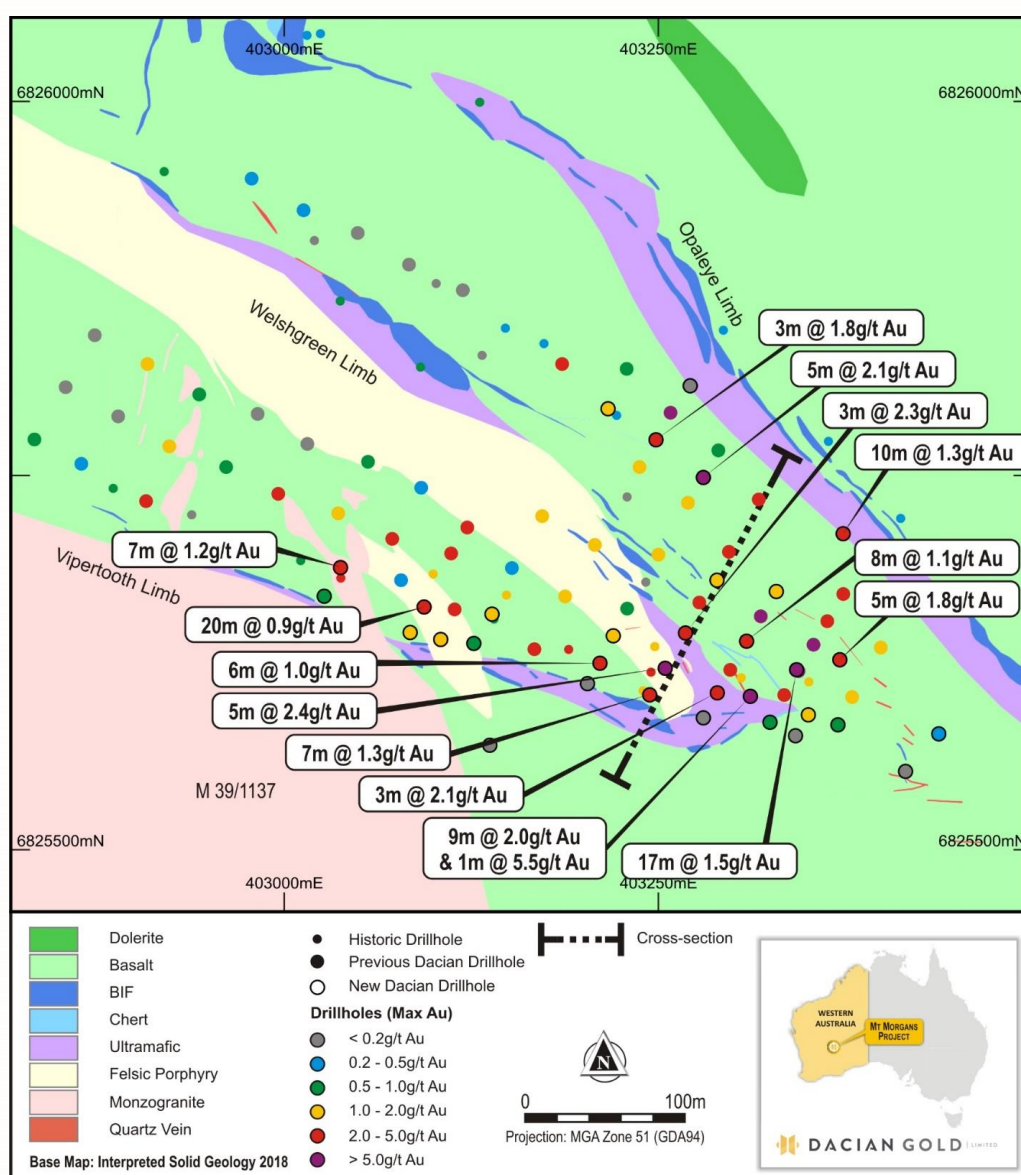 403000mE
403250mE
6826000mN
6826000mN
Opaleye Limb
Welshgreen Limb
3m @ 1.8g/t Au
5m @ 2.1g/t Au
3m @ 2.3g/t Au
10m @ 1.3g/t Au
7m @ 1.2g/t Au
Vipertooth Limb
8m @ 1.1g/t Au
5m @ 1.8g/t Au
20m @ 0.9g/t Au
6m @ 1.0g/t Au
5m @ 2.4g/t Au
7m @ 1.3g/t Au
M 39/1137
3m @ 2.1g/t Au
9m @ 2.0g/t Au
& 1m @ 5.5g/t Au
17m @ 1.5g/t Au
6825500mN
6825500mN
403000mE
403250mE
Dolerite
Basalt
BIF
Chert
Ultramafic
Felsic Porphyry
Monzogranite
Quartz Vein
Base Map: Interpreted Solid Geology 2018
Historic Drillhole
Previous Dacian Drillhole
New Dacian Drillhole
Drillholes (Max Au)
< 0.2g/t Au
0.2 - 0.5g/t Au
0.5 - 1.0g/t Au
1.0 - 2.0g/t Au
2.0 - 5.0g/t Au
> 5.0g/t Au
Cross-section
N
0 100m
Projection: MGA Zone 51 (GDA94)
WESTERN
AUSTRALIA
MT MORGANS
PROJECT
DACIAN GOLD LIMITED